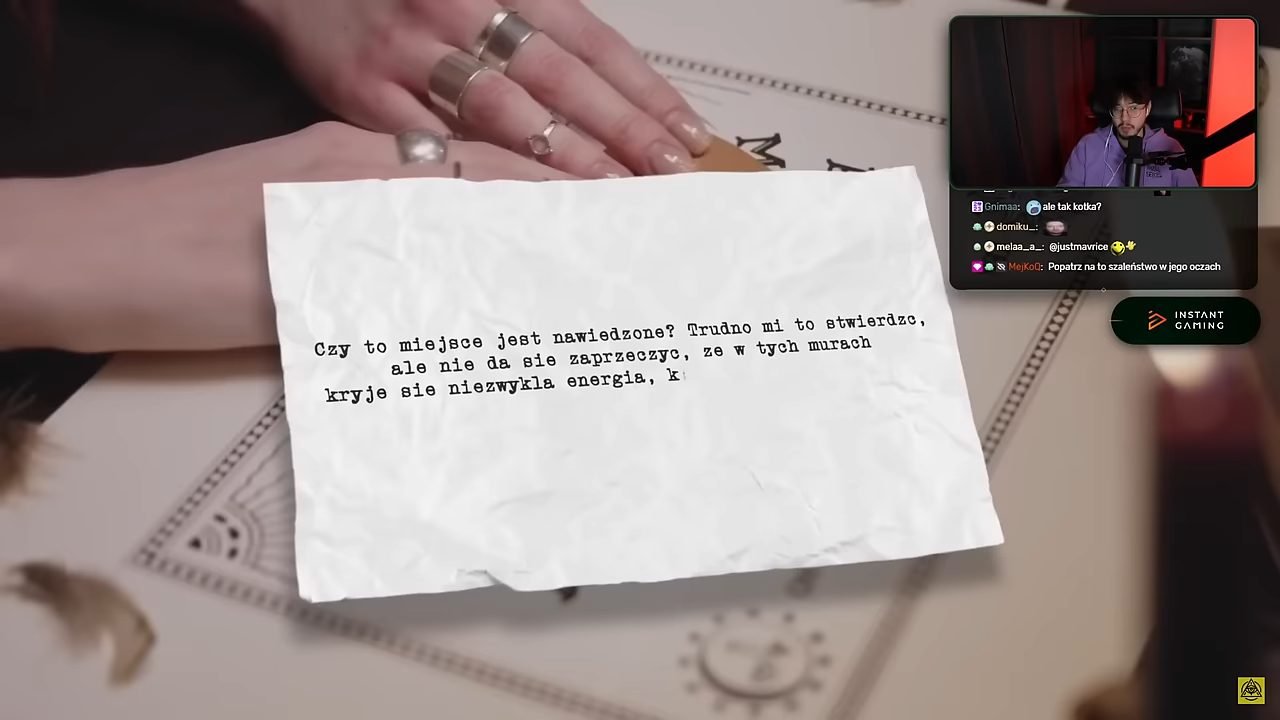 Gnimaa: ale tak kotka?
domiku_:
melaa_a_: @justmavrice
MejKoQ: Popatrz na to szaleństwo w jego oczach
INSTANT
GAMING
Czy to miejsce jest nawiedzone? Trudno mi to stwierdzc,
ale nie da sie zaprzeczyc, ze w tych murach
kryje sie niezwykla energia, k